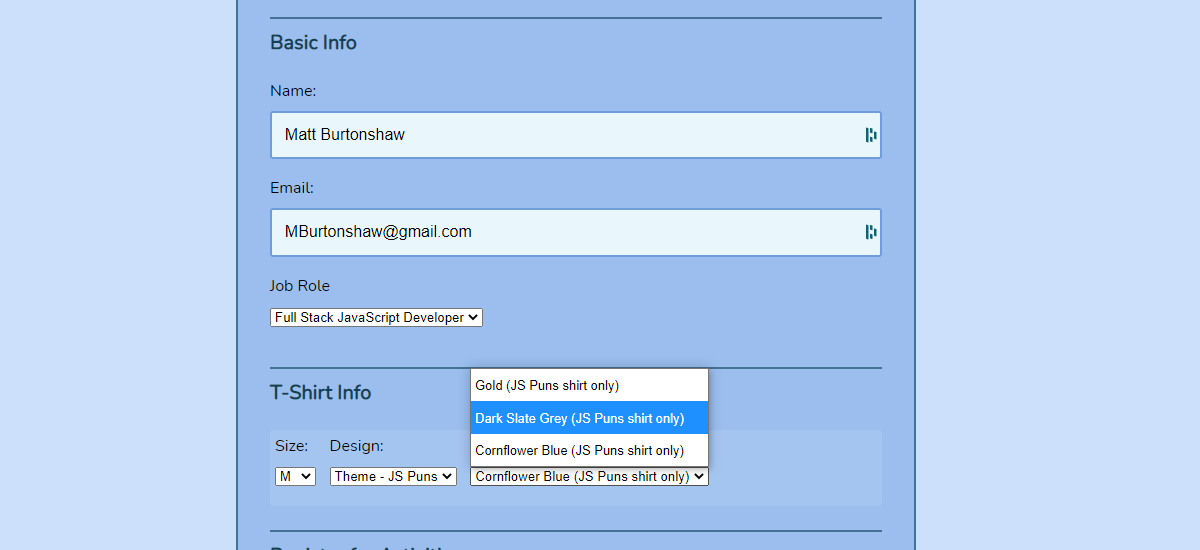 Basic Info
Name:
Matt Burtonshaw
Email:
MBurtonshaw@gmail.com
Job Role
Full Stack JavaScript Developer
T-Shirt Info
Gold (JS Puns shirt only)
Dark Slate Grey (JS Puns shirt only)
Cornflower Blue (JS Puns shirt only)
Size: Design:
M Theme - JS Puns Cornflower Blue (JS Puns shirt only)